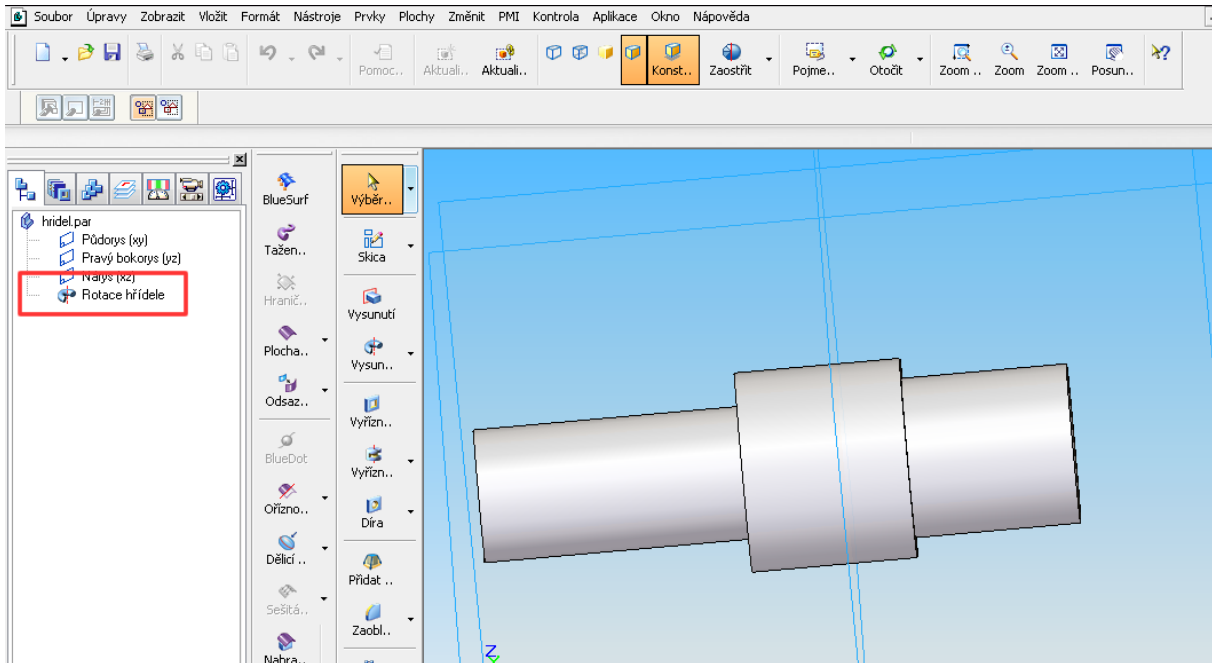 Soubor Úpravy Zobrazit Vložit Formát Nástroje Prvky Plochy Změnit PMI Kontrola Aplikace Okno Nápověda
Pomoc.. Aktuali.. Aktuali.. Konst.. Zaostřit Pojme.. Otočit Zoom .. Zoom Zoom .. Posun..
hridel.par
Půdorys (xy)
Pravý bokorys (yz)
Nárys (xz)
Rotace hřídele
BlueSurf
Tažen..
Hranič..
Plocha..
Odsaz..
BlueDot
Ořízno..
Dělicí ..
Sešitá..
Nahra..
Výběr..
Skica
Vysunutí
Vysun..
Vyřízn..
Vyřízn..
Díra
Přidat ..
Zaobl..
Z